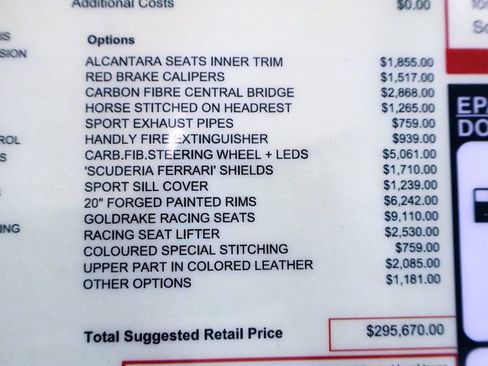 Additional Costs $0.00
Options
ALCANTARA SEATS INNER TRIM $1,855.00
RED BRAKE CALIPERS $1,517.00
CARBON FIBRE CENTRAL BRIDGE $2,868.00
HORSE STITCHED ON HEADREST $1,265.00
SPORT EXHAUST PIPES $759.00
HANDLY FIRE EXTINGUISHER $939.00
CARB.FIB.STEERING WHEEL + LEDS $5,061.00
'SCUDERIA FERRARI' SHIELDS $1,710.00
SPORT SILL COVER $1,239.00
20" FORGED PAINTED RIMS $6,242.00
GOLDRAKE RACING SEATS $9,110.00
RACING SEAT LIFTER $2,530.00
COLOURED SPECIAL STITCHING $759.00
UPPER PART IN COLORED LEATHER $2,085.00
OTHER OPTIONS $1,181.00
Total Suggested Retail Price $295,670.00
EPA
DO